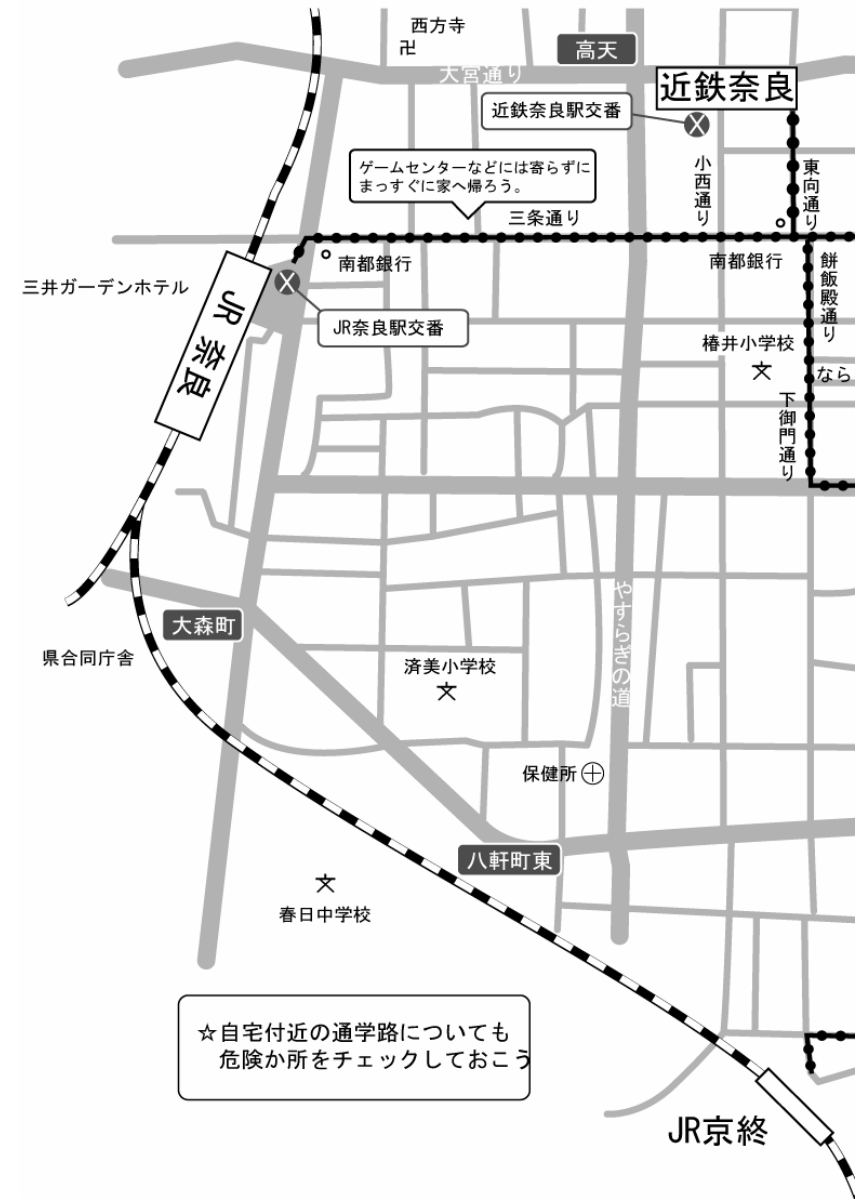 西方寺
高天
大宮通り
近鉄奈良
近鉄奈良駅交番
ゲームセンターなどには寄らずに
まっすぐに家へ帰ろう。
小西通り
東向通り
三条通り
南都銀行
南都銀行
餅飯殿通り
三井ガーデンホテル
JR奈良
JR奈良駅交番
椿井小学校
なら
下御門通り
やすらぎの道
大森町
県合同庁舎
済美小学校
保健所
八軒町東
春日中学校
☆自宅付近の通学路についても
危険か所をチェックしておこう
JR京終